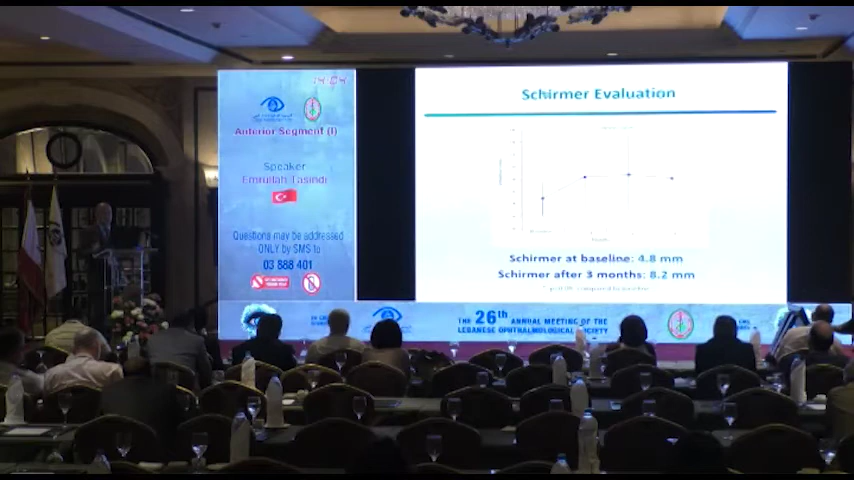 Anterior Segment (I)
Speaker
Emrullah Tasindi
Questions may be addressed
ONLY by SMS to
03 888 401
Schirmer Evaluation
Schirmer at baseline: 4.8 mm
Schirmer after 3 months: 8.2 mm
THE 26th ANNUAL MEETING OF THE
LEBANESE OPHTHALMOLOGICAL SOCIETY